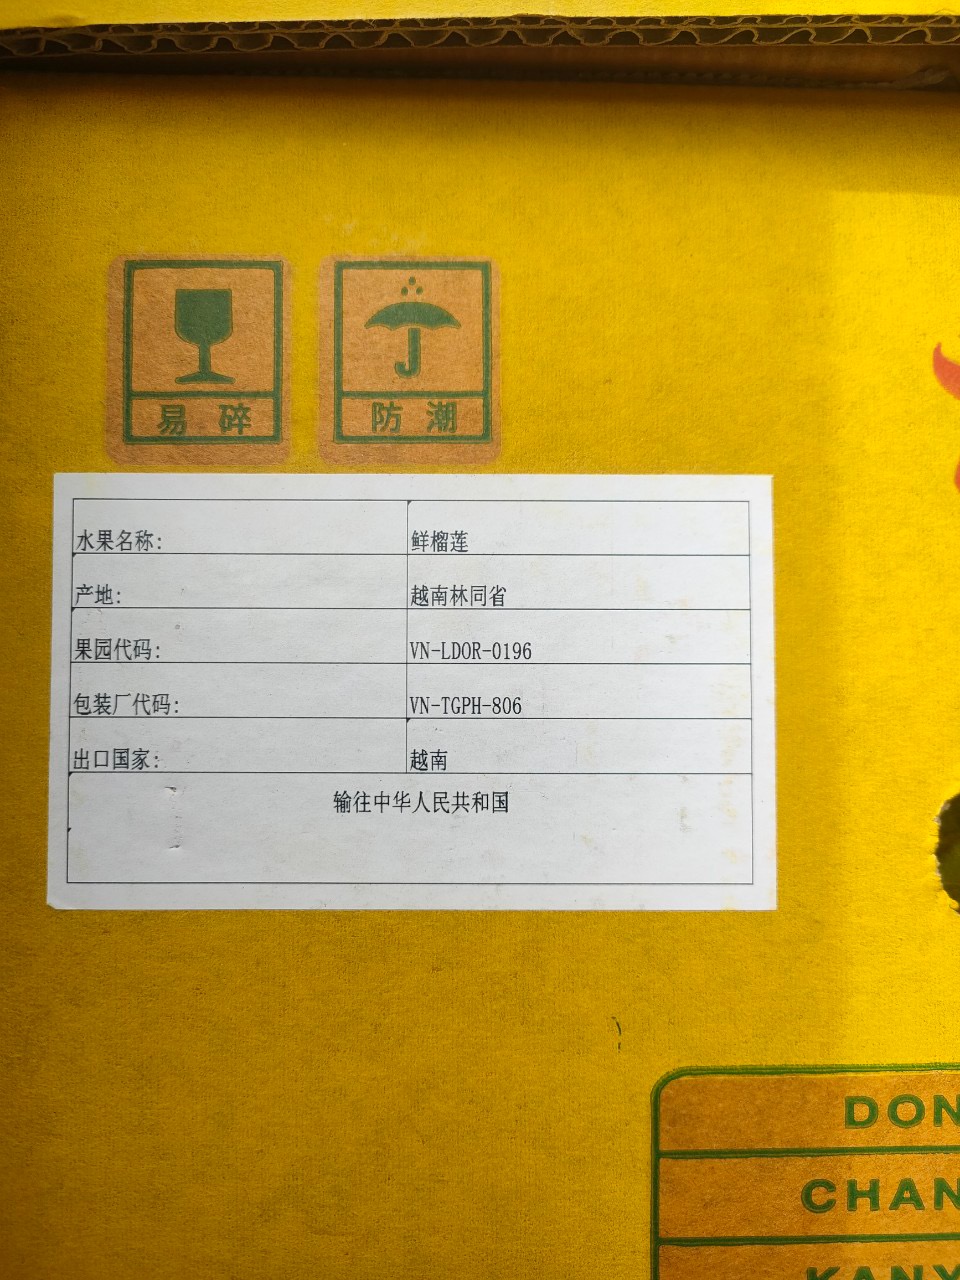 易碎 防潮
水果名称: 鲜榴莲
产地: 越南林同省
果园代码: VN-LDOR-0196
包装厂代码: VN-TGPH-806
出口国家: 越南
输往中华人民共和国
DON
CHAN
KANY